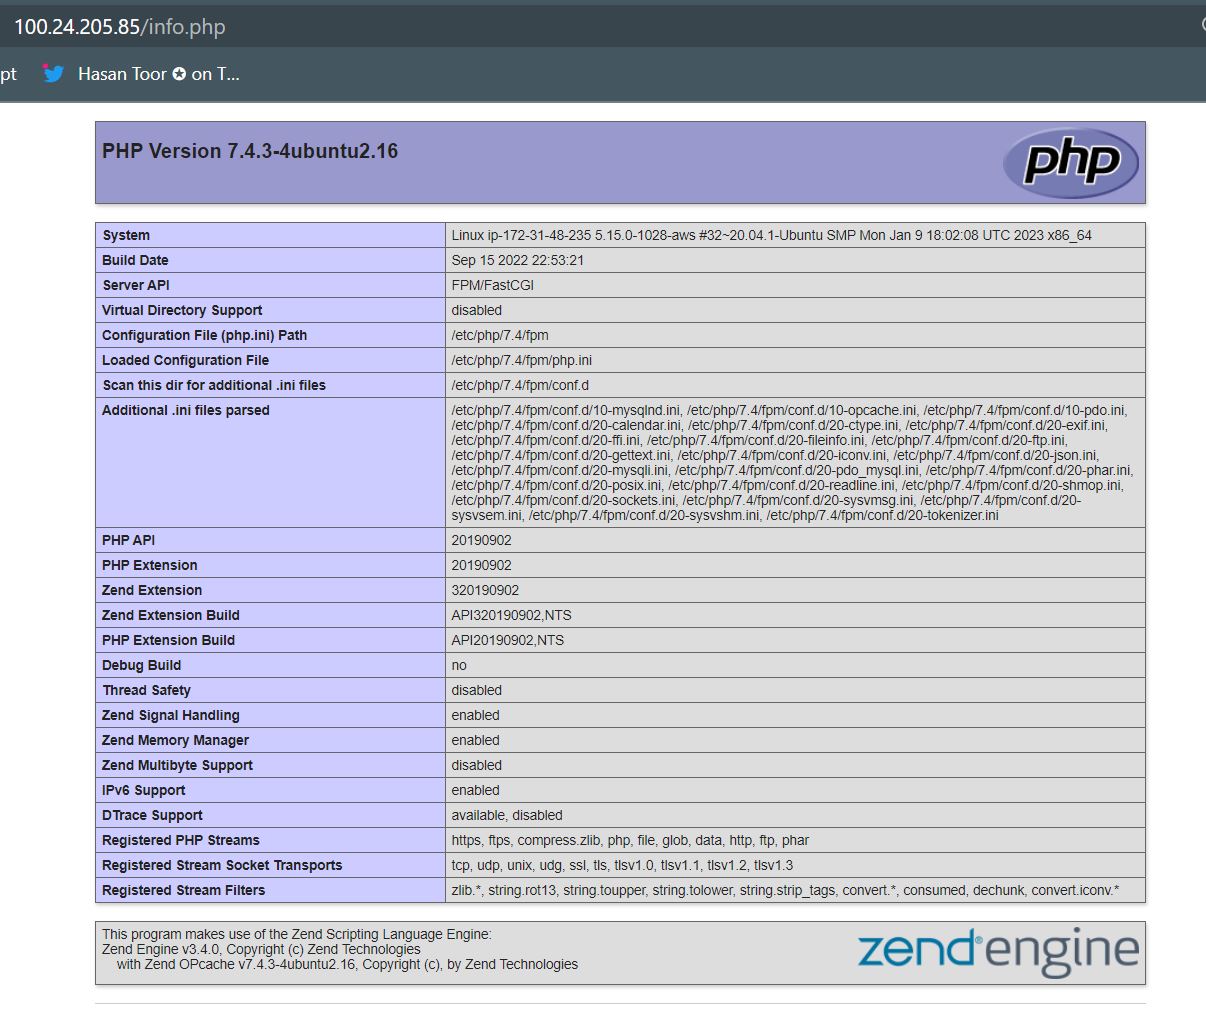 100.24.205.85/info.php
pt Hasan Toor ✪ on T...
PHP Version 7.4.3-4ubuntu2.16
php
System Linux ip-172-31-48-235 5.15.0-1028-aws #32~20.04.1-Ubuntu SMP Mon Jan 9 18:02:08 UTC 2023 x86_64
Build Date Sep 15 2022 22:53:21
Server API FPM/FastCGI
Virtual Directory Support disabled
Configuration File (php.ini) Path /etc/php/7.4/fpm
Loaded Configuration File /etc/php/7.4/fpm/php.ini
Scan this dir for additional .ini files /etc/php/7.4/fpm/conf.d
Additional .ini files parsed /etc/php/7.4/fpm/conf.d/10-mysqlnd.ini, /etc/php/7.4/fpm/conf.d/10-opcache.ini, /etc/php/7.4/fpm/conf.d/10-pdo.ini,
/etc/php/7.4/fpm/conf.d/20-calendar.ini, /etc/php/7.4/fpm/conf.d/20-ctype.ini, /etc/php/7.4/fpm/conf.d/20-exif.ini,
/etc/php/7.4/fpm/conf.d/20-ffi.ini, /etc/php/7.4/fpm/conf.d/20-fileinfo.ini, /etc/php/7.4/fpm/conf.d/20-ftp.ini,
/etc/php/7.4/fpm/conf.d/20-gettext.ini, /etc/php/7.4/fpm/conf.d/20-iconv.ini, /etc/php/7.4/fpm/conf.d/20-json.ini,
/etc/php/7.4/fpm/conf.d/20-mysqli.ini, /etc/php/7.4/fpm/conf.d/20-pdo_mysql.ini, /etc/php/7.4/fpm/conf.d/20-phar.ini,
/etc/php/7.4/fpm/conf.d/20-posix.ini, /etc/php/7.4/fpm/conf.d/20-readline.ini, /etc/php/7.4/fpm/conf.d/20-shmop.ini,
/etc/php/7.4/fpm/conf.d/20-sockets.ini, /etc/php/7.4/fpm/conf.d/20-sysvmsg.ini, /etc/php/7.4/fpm/conf.d/20-
sysvsem.ini, /etc/php/7.4/fpm/conf.d/20-sysvshm.ini, /etc/php/7.4/fpm/conf.d/20-tokenizer.ini
PHP API 20190902
PHP Extension 20190902
Zend Extension 320190902
Zend Extension Build API320190902,NTS
PHP Extension Build API20190902,NTS
Debug Build no
Thread Safety disabled
Zend Signal Handling enabled
Zend Memory Manager enabled
Zend Multibyte Support disabled
IPv6 Support enabled
DTrace Support available, disabled
Registered PHP Streams https, ftps, compress.zlib, php, file, glob, data, http, ftp, phar
Registered Stream Socket Transports tcp, udp, unix, udg, ssl, tls, tlsv1.0, tlsv1.1, tlsv1.2, tlsv1.3
Registered Stream Filters zlib.*, string.rot13, string.toupper, string.tolower, string.strip_tags, convert.*, consumed, dechunk, convert.iconv.*
This program makes use of the Zend Scripting Language Engine:
Zend Engine v3.4.0, Copyright (c) Zend Technologies
with Zend OPcache v7.4.3-4ubuntu2.16, Copyright (c), by Zend Technologies
zend® engine